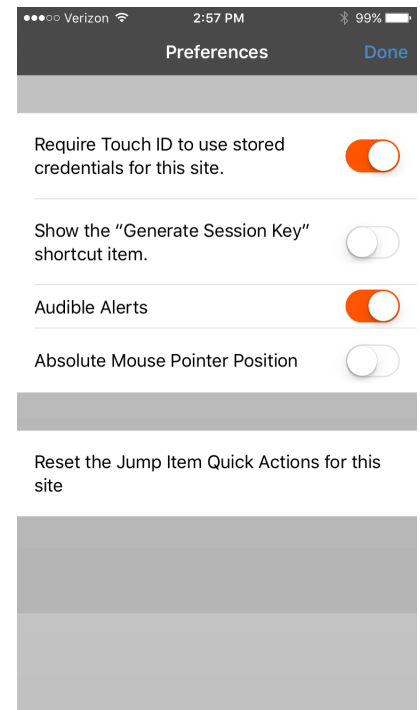 Verizon 2:57 PM 99%
Preferences Done
Require Touch ID to use stored
credentials for this site.
Show the “Generate Session Key”
shortcut item.
Audible Alerts
Absolute Mouse Pointer Position
Reset the Jump Item Quick Actions for this
site